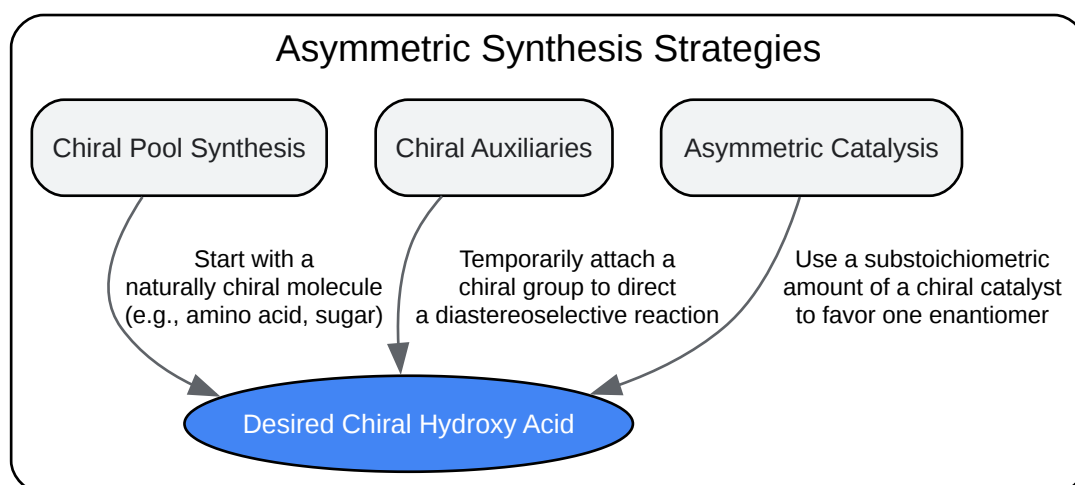 Asymmetric Synthesis Strategies
Chiral Pool Synthesis
Chiral Auxiliaries
Asymmetric Catalysis
Start with a
naturally chiral molecule
(e.g., amino acid, sugar)
Temporarily attach a
chiral group to direct
a diastereoselective reaction
Use a substoichiometric
amount of a chiral catalyst
to favor one enantiomer
Desired Chiral Hydroxy Acid